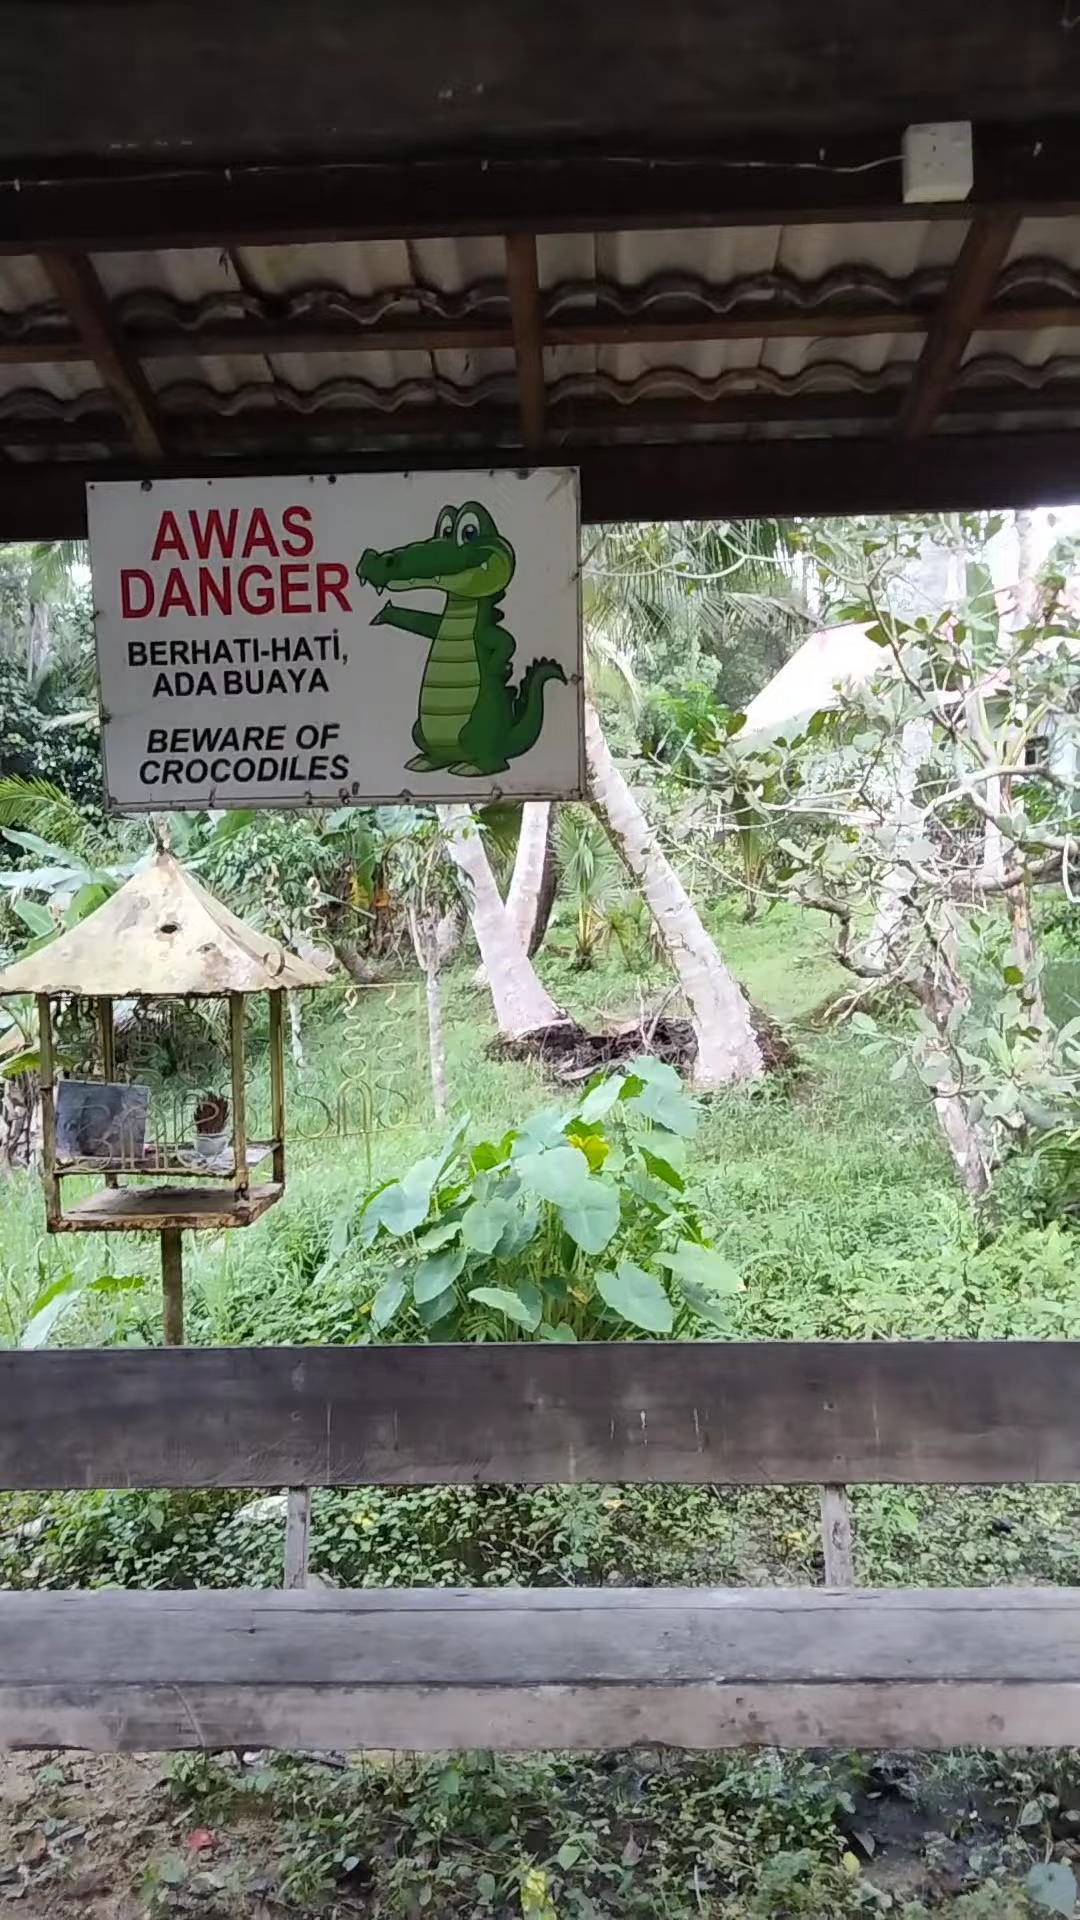 AWAS
DANGER
BERHATI-HATİ,
ADA BUAYA
BEWARE OF
CROCODILES